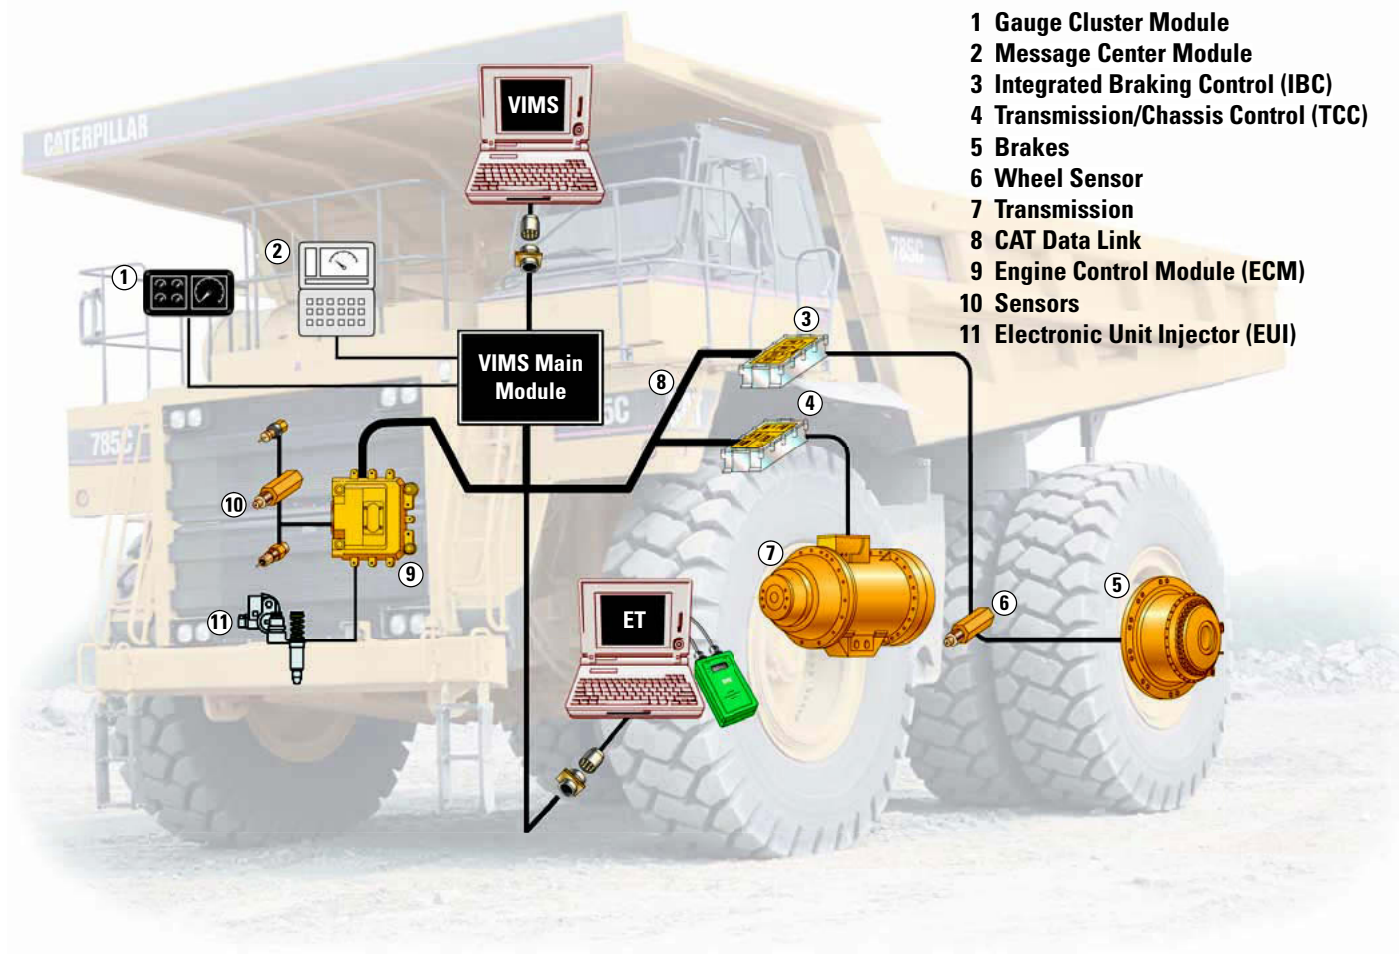 1 Gauge Cluster Module
2 Message Center Module
3 Integrated Braking Control (IBC)
4 Transmission/Chassis Control (TCC)
5 Brakes
6 Wheel Sensor
7 Transmission
8 CAT Data Link
9 Engine Control Module (ECM)
10 Sensors
11 Electronic Unit Injector (EUI)
VIMS
CATERPILLAR
785C
2
1
3
VIMS Main
Module
8
4
5C
785C
10
9
7
11
ET
6
5